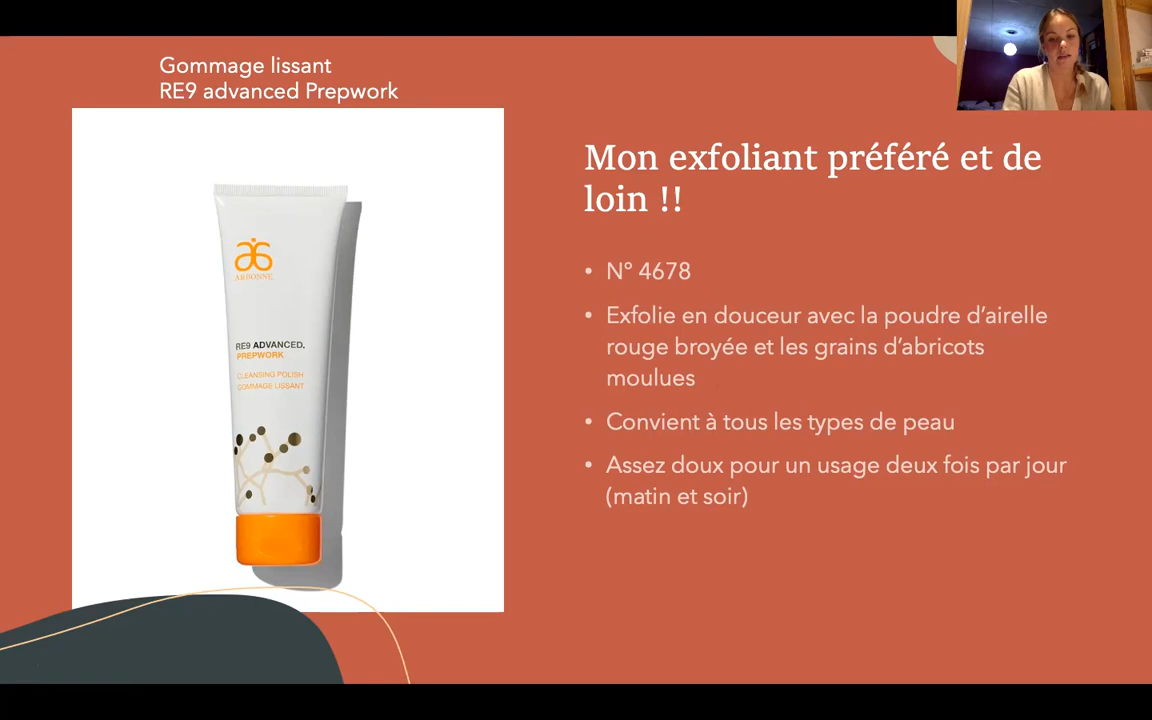 Gommage lissant
RE9 advanced Prepwork
ARBONNE
RE9 ADVANCED,
PREPWORK
CLEANSING POLISH
GOMMAGE LISSANT
Mon exfoliant préféré et de
loin !!
• N° 4678
• Exfolie en douceur avec la poudre d’airelle
rouge broyée et les grains d’abricots
moulues
• Convient à tous les types de peau
• Assez doux pour un usage deux fois par jour
(matin et soir)